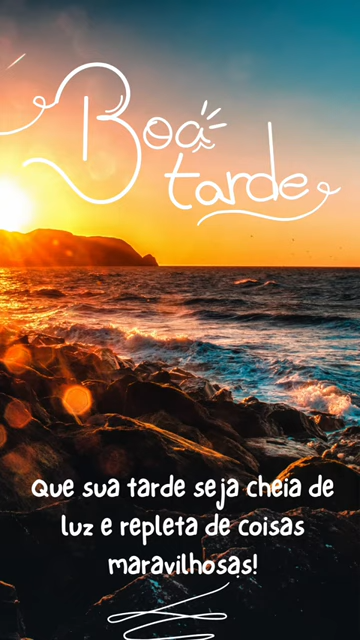 Boa
tarde
Que sua tarde seja cheia de
luz e repleta de coisas
maravilhosas!